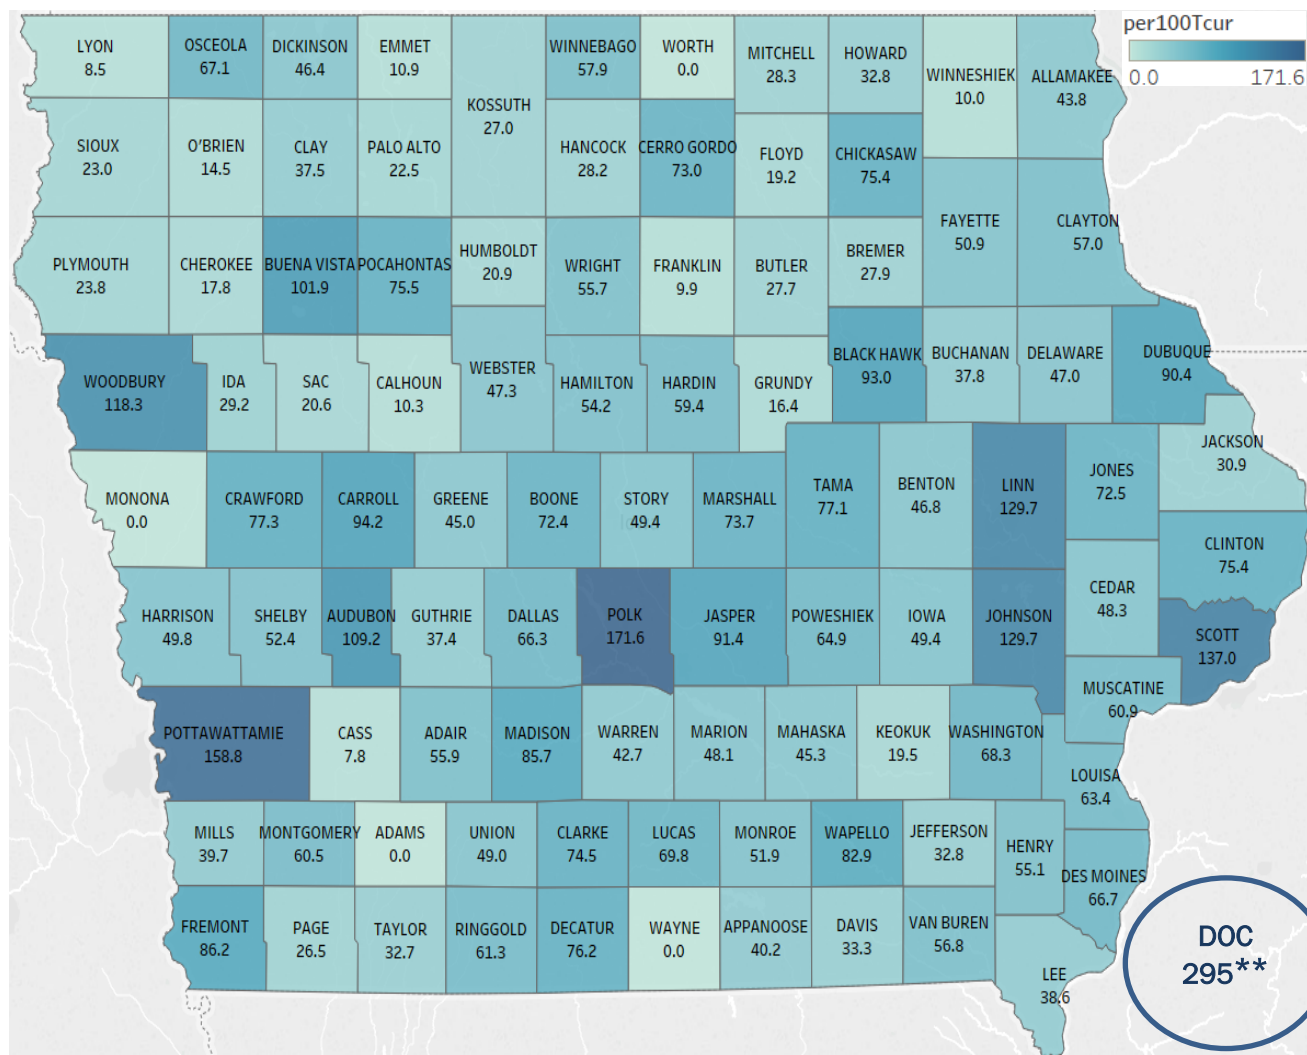 per100Tcur
0.0 171.6
LYON
8.5
OSCEOLA
67.1
DICKINSON
46.4
EMMET
10.9
KOSSUTH
27.0
WINNEBAGO
57.9
WORTH
0.0
MITCHELL
28.3
HOWARD
32.8
WINNESHIEK
10.0
ALLAMAKEE
43.8
SIOUX
23.0
O'BRIEN
14.5
CLAY
37.5
PALO ALTO
22.5
HANCOCK
28.2
CERRO GORDO
73.0
FLOYD
19.2
CHICKASAW
75.4
FAYETTE
50.9
CLAYTON
57.0
PLYMOUTH
23.8
CHEROKEE
17.8
BUENA VISTA
101.9
POCAHONTAS
75.5
HUMBOLDT
20.9
WRIGHT
55.7
FRANKLIN
9.9
BUTLER
27.7
BREMER
27.9
WOODBURY
118.3
IDA
29.2
SAC
20.6
CALHOUN
10.3
WEBSTER
47.3
HAMILTON
54.2
HARDIN
59.4
GRUNDY
16.4
BLACK HAWK
93.0
BUCHANAN
37.8
DELAWARE
47.0
DUBUQUE
90.4
MONONA
0.0
CRAWFORD
77.3
CARROLL
94.2
GREENE
45.0
BOONE
72.4
STORY
49.4
MARSHALL
73.7
TAMA
77.1
BENTON
46.8
LINN
129.7
JONES
72.5
JACKSON
30.9
CLINTON
75.4
HARRISON
49.8
SHELBY
52.4
AUDUBON
109.2
GUTHRIE
37.4
DALLAS
66.3
POLK
171.6
JASPER
91.4
POWESHIEK
64.9
IOWA
49.4
JOHNSON
129.7
CEDAR
48.3
SCOTT
137.0
MUSCATINE
60.9
POTTAWATTAMIE
158.8
CASS
7.8
ADAIR
55.9
MADISON
85.7
WARREN
42.7
MARION
48.1
MAHASKA
45.3
KEOKUK
19.5
WASHINGTON
68.3
LOUISA
63.4
MILLS
39.7
MONTGOMERY
60.5
ADAMS
0.0
UNION
49.0
CLARKE
74.5
LUCAS
69.8
MONROE
51.9
WAPELLO
82.9
JEFFERSON
32.8
HENRY
55.1
DES MOINES
66.7
FREMONT
86.2
PAGE
26.5
TAYLOR
32.7
RINGGOLD
61.3
DECATUR
76.2
WAYNE
0.0
APPANOOSE
40.2
DAVIS
33.3
VAN BUREN
56.8
LEE
38.6
DOC
295**